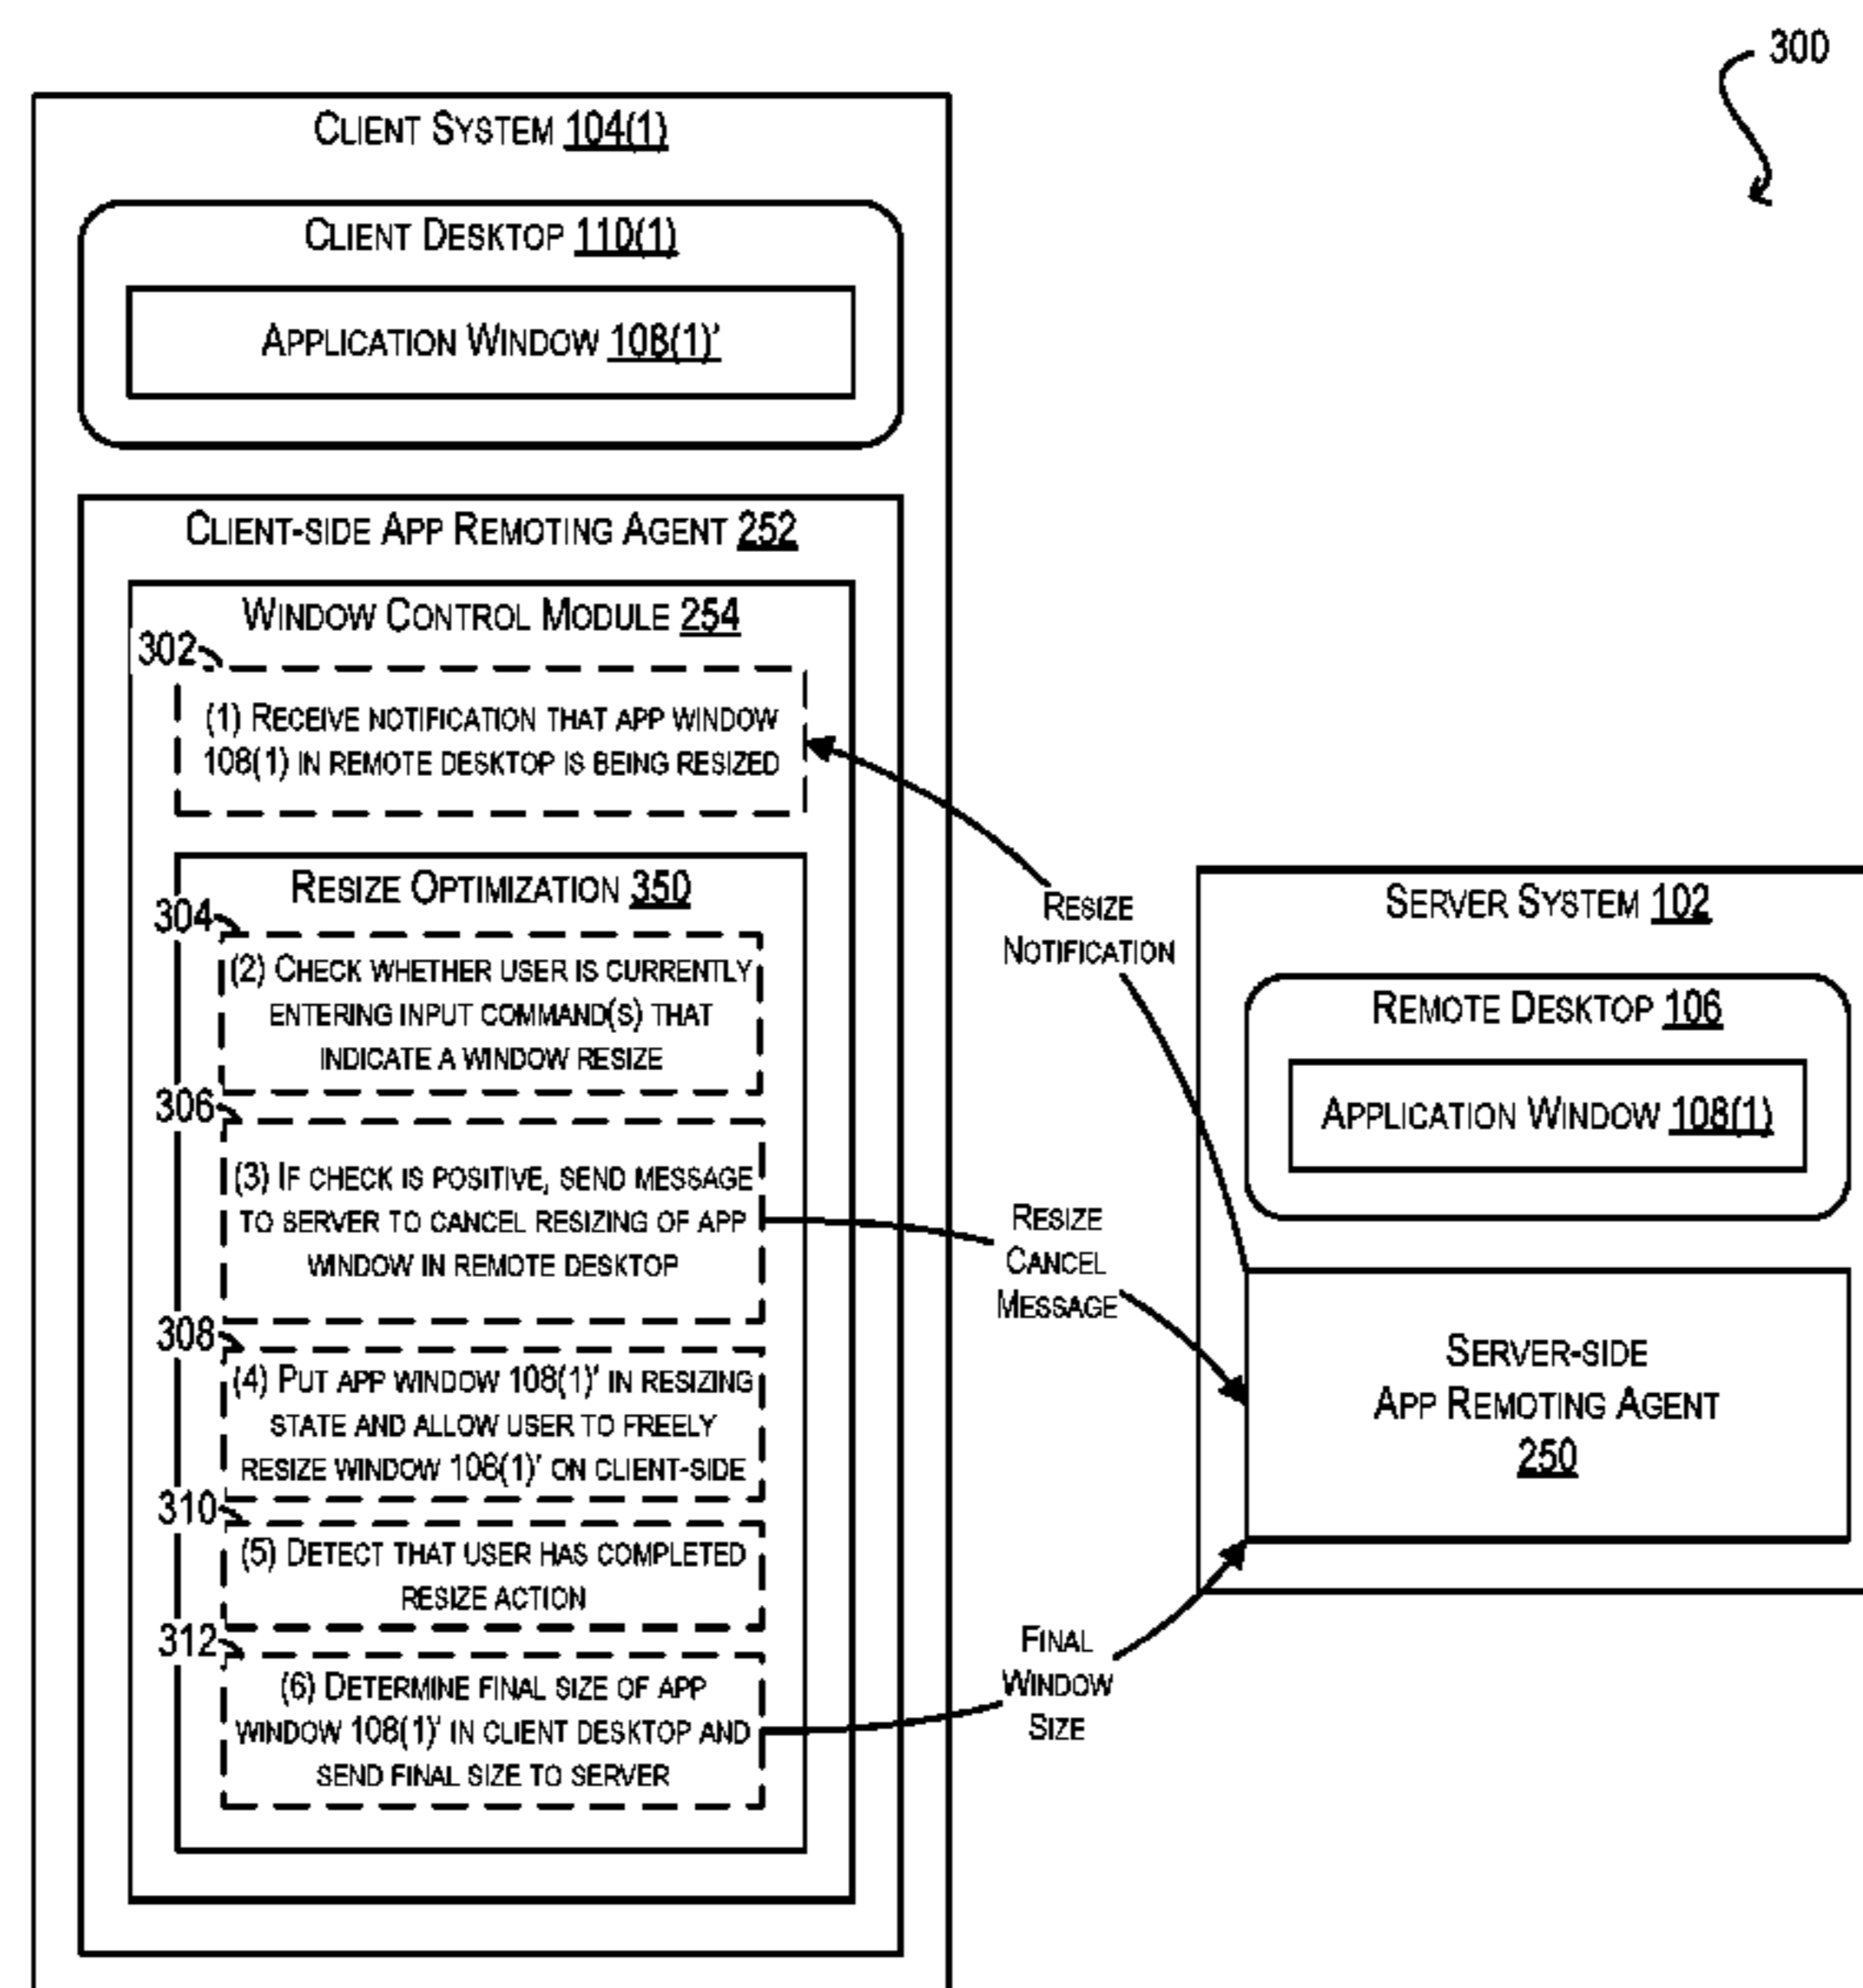 300
CLIENT SYSTEM 104(1)
CLIENT DESKTOP 110(1)
APPLICATION WINDOW 108(1)'
CLIENT-SIDE APP REMOTING AGENT 252
WINDOW CONTROL MODULE 254
302
(1) RECEIVE NOTIFICATION THAT APP WINDOW
108(1) IN REMOTE DESKTOP IS BEING RESIZED
RESIZE OPTIMIZATION 350
304
(2) CHECK WHETHER USER IS CURRENTLY
ENTERING INPUT COMMAND(S) THAT
INDICATE A WINDOW RESIZE
306
(3) IF CHECK IS POSITIVE, SEND MESSAGE
TO SERVER TO CANCEL RESIZING OF APP
WINDOW IN REMOTE DESKTOP
308
(4) PUT APP WINDOW 108(1)' IN RESIZING
STATE AND ALLOW USER TO FREELY
RESIZE WINDOW 108(1)' ON CLIENT-SIDE
310
(5) DETECT THAT USER HAS COMPLETED
RESIZE ACTION
312
(6) DETERMINE FINAL SIZE OF APP
WINDOW 108(1)' IN CLIENT DESKTOP AND
SEND FINAL SIZE TO SERVER
RESIZE
NOTIFICATION
RESIZE
CANCEL
MESSAGE
FINAL
WINDOW
SIZE
SERVER SYSTEM 102
REMOTE DESKTOP 106
APPLICATION WINDOW 108(1)
SERVER-SIDE
APP REMOTING AGENT
250